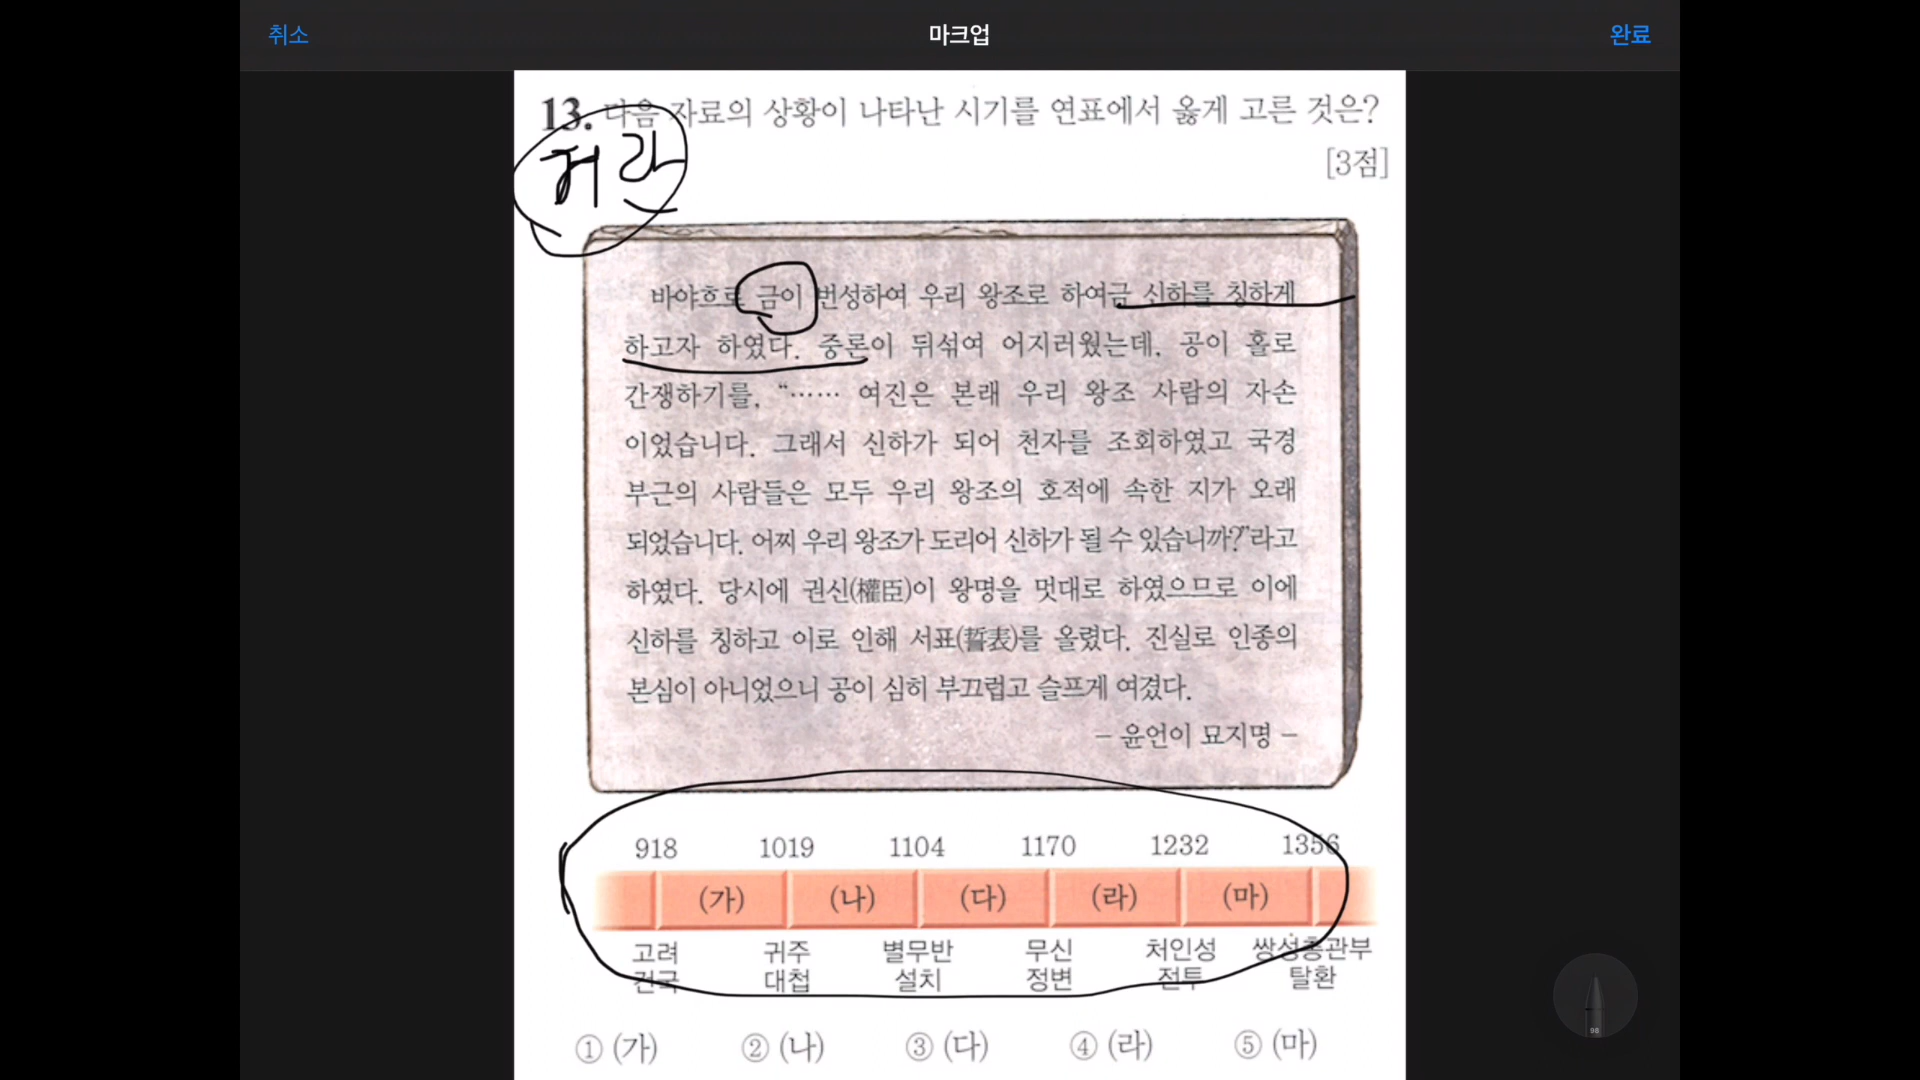 취소 마크업 완료
13. 다음 자료의 상황이 나타난 시기를 연표에서 옳게 고른 것은?
[3점]
바야흐로 금이 번성하여 우리 왕조로 하여금 신하를 칭하게
하고자 하였다. 중론이 뒤섞여 어지러웠는데, 공이 홀로
간쟁하기를, “…… 여진은 본래 우리 왕조 사람의 자손
이었습니다. 그래서 신하가 되어 천자를 조회하였고 국경
부근의 사람들은 모두 우리 왕조의 호적에 속한 지가 오래
되었습니다. 어찌 우리 왕조가 도리어 신하가 될 수 있습니까?”라고
하였다. 당시에 권신(權臣)이 왕명을 멋대로 하였으므로 이에
신하를 칭하고 이로 인해 서표(誓表)를 올렸다. 진실로 인종의
본심이 아니었으니 공이 심히 부끄럽고 슬프게 여겼다.
– 윤언이 묘지명 –
918 1019 1104 1170 1232 1356
(가) (나) (다) (라) (마)
고려 귀주 별무반 무신 처인성 쌍성총관부
건국 대첩 설치 정변 전투 탈환
① (가) ② (나) ③ (다) ④ (라) ⑤ (마)
98